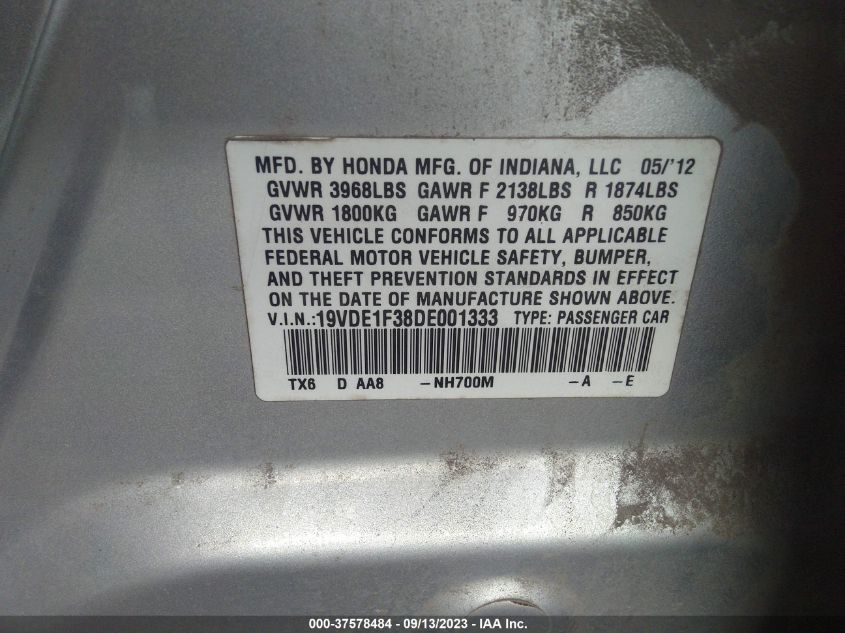 MFD. BY HONDA MFG. OF INDIANA, LLC 05/'12
GVWR 3968LBS GAWR F 2138LBS R 1874LBS
GVWR 1800KG GAWR F 970KG R 850KG
THIS VEHICLE CONFORMS TO ALL APPLICABLE
FEDERAL MOTOR VEHICLE SAFETY, BUMPER,
AND THEFT PREVENTION STANDARDS IN EFFECT
ON THE DATE OF MANUFACTURE SHOWN ABOVE.
V.I.N.:19VDE1F38DE001333 TYPE: PASSENGER CAR
TX6 D AA8 -NH700M -A -E
000-37578484 - 09/13/2023 - IAA Inc.